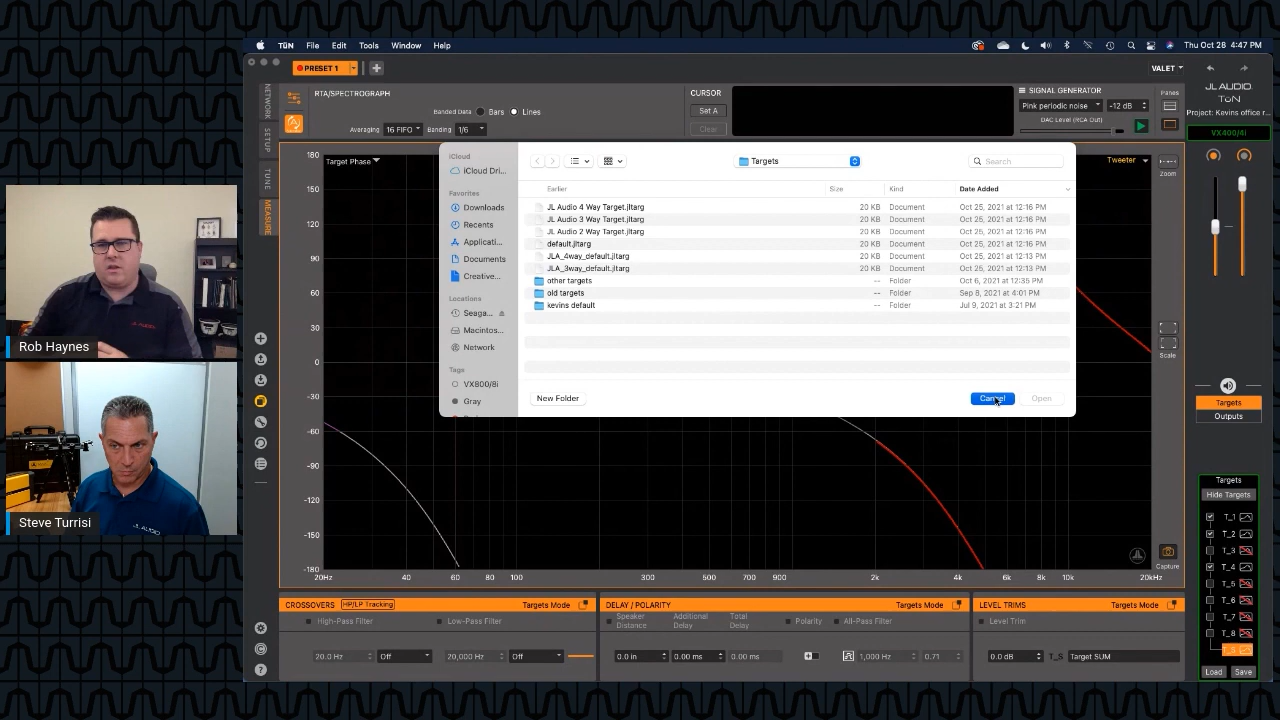 TüN File Edit Tools Window Help
Thu Oct 28 4:47 PM
PRESET 1
VALET
JL AUDIO
TüN
Project: Kevins office r
VX400/4i
NETWORK
SETUP
TUNE
MEASURE
RTA/SPECTROGRAPH
Banded Data Bars Lines
Averaging 16 FIFO Banding 1/6
CURSOR
Set A
Clear
SIGNAL GENERATOR
Pink periodic noise -12 dB
DAC Level (RCA Out)
Panes
Target Phase
Tweeter
Zoom
Scale
Capture
iCloud
iCloud Dri...
Favorites
Downloads
Recents
Applicati...
Documents
Creative...
Locations
Seaga...
Macintos...
Network
Tags
VX800/8i
Gray
Targets
Search
Earlier Size Kind Date Added
JL Audio 4 Way Target.jltarg 20 KB Document Oct 25, 2021 at 12:16 PM
JL Audio 3 Way Target.jltarg 20 KB Document Oct 25, 2021 at 12:16 PM
JL Audio 2 Way Target.jltarg 20 KB Document Oct 25, 2021 at 12:16 PM
default.jltarg 20 KB Document Oct 25, 2021 at 12:16 PM
JLA_4way_default.jltarg 20 KB Document Oct 25, 2021 at 12:13 PM
JLA_3way_default.jltarg 20 KB Document Oct 25, 2021 at 12:13 PM
other targets -- Folder Oct 6, 2021 at 12:35 PM
old targets -- Folder Sep 8, 2021 at 4:01 PM
kevins default -- Folder Jul 9, 2021 at 3:21 PM
New Folder
Cancel
Open
180
150
120
90
60
30
0
-30
-60
-90
-120
-150
-180
20Hz 40 60 80 100 300 500 700 900 2k 4k 6k 8k 10k 20kHz
Rob Haynes
Steve Turrisi
JL AUDIO
Targets
Outputs
Targets
Hide Targets
T_1
T_2
T_3
T_4
T_5
T_6
T_7
T_8
T_S
Load Save
CROSSOVERS HP/LP Tracking Targets Mode
High-Pass Filter Low-Pass Filter
20.0 Hz Off 20,000 Hz Off
DELAY / POLARITY Targets Mode
Speaker Distance Additional Delay Total Delay Polarity All-Pass Filter
0.0 in 0.00 ms 0.00 ms 1,000 Hz 0.71
LEVEL TRIMS Targets Mode
Level Trim
0.0 dB T_S Target SUM